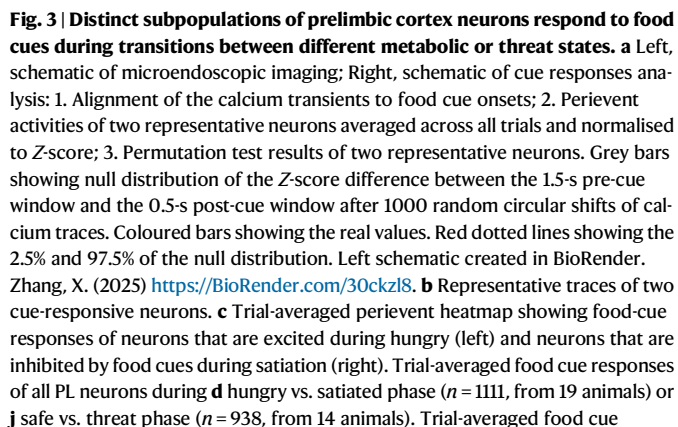 Fig. 3 | Distinct subpopulations of prelimbic cortex neurons respond to food
cues during transitions between different metabolic or threat states. a Left,
schematic of microendoscopic imaging; Right, schematic of cue responses ana-
lysis: 1. Alignment of the calcium transients to food cue onsets; 2. Perievent
activities of two representative neurons averaged across all trials and normalised
to Z-score; 3. Permutation test results of two representative neurons. Grey bars
showing null distribution of the Z-score difference between the 1.5-s pre-cue
window and the 0.5-s post-cue window after 1000 random circular shifts of cal-
cium traces. Coloured bars showing the real values. Red dotted lines showing the
2.5% and 97.5% of the null distribution. Left schematic created in BioRender.
Zhang, X. (2025) https://BioRender.com/30ckzl8. b Representative traces of two
cue-responsive neurons. c Trial-averaged perievent heatmap showing food-cue
responses of neurons that are excited during hungry (left) and neurons that are
inhibited by food cues during satiation (right). Trial-averaged food cue responses
of all PL neurons during d hungry vs. satiated phase (n = 1111, from 19 animals) or
j safe vs. threat phase (n = 938, from 14 animals). Trial-averaged food cue